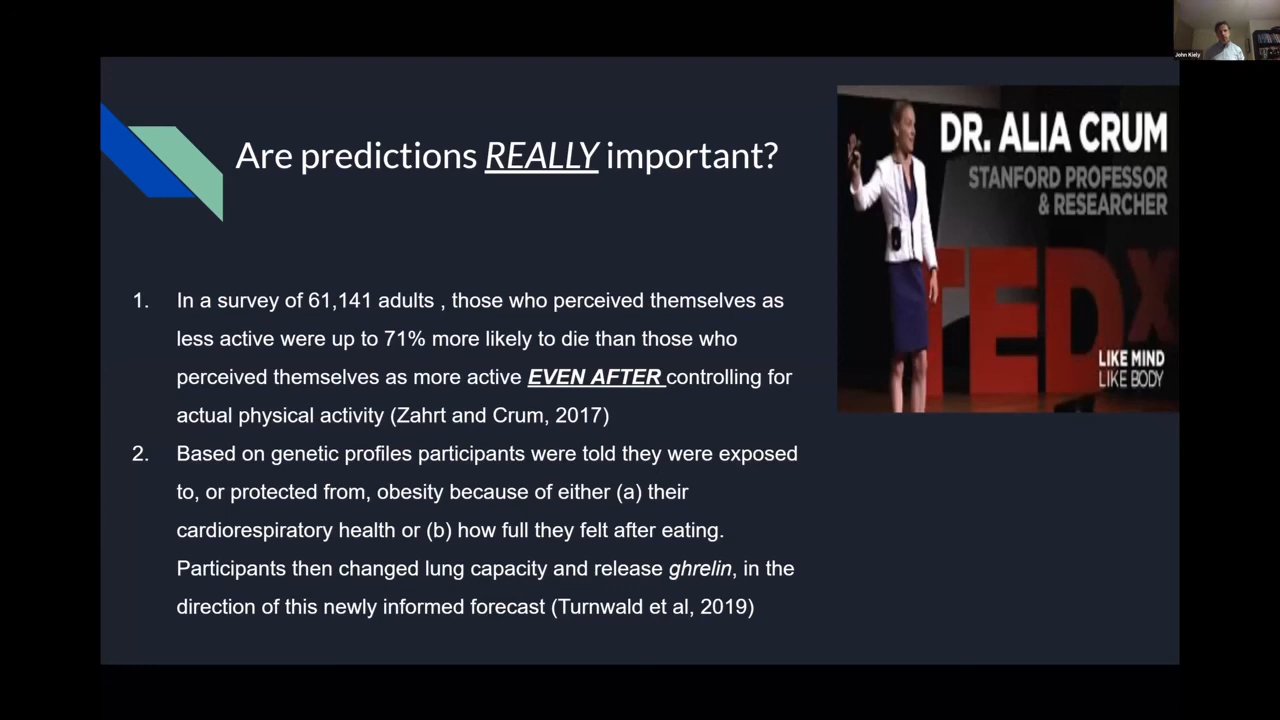 John Kiely
Are predictions REALLY important?
DR. ALIA CRUM
STANFORD PROFESSOR
& RESEARCHER
TEDx
LIKE MIND
LIKE BODY
1. In a survey of 61,141 adults , those who perceived themselves as
less active were up to 71% more likely to die than those who
perceived themselves as more active EVEN AFTER controlling for
actual physical activity (Zahrt and Crum, 2017)
2. Based on genetic profiles participants were told they were exposed
to, or protected from, obesity because of either (a) their
cardiorespiratory health or (b) how full they felt after eating.
Participants then changed lung capacity and release ghrelin, in the
direction of this newly informed forecast (Turnwald et al, 2019)